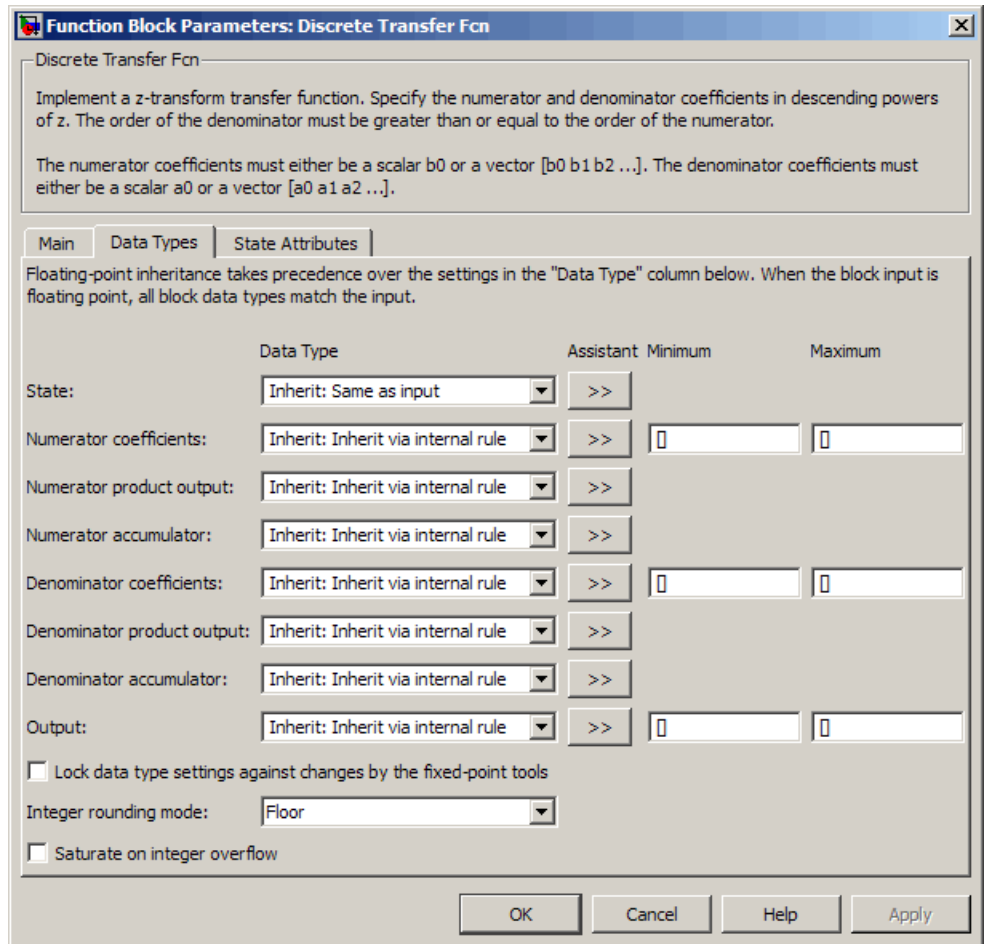 Function Block Parameters: Discrete Transfer Fcn
Discrete Transfer Fcn
Implement a z-transform transfer function. Specify the numerator and denominator coefficients in descending powers
of z. The order of the denominator must be greater than or equal to the order of the numerator.
The numerator coefficients must either be a scalar b0 or a vector [b0 b1 b2 ...]. The denominator coefficients must
either be a scalar a0 or a vector [a0 a1 a2 ...].
Main Data Types State Attributes
Floating-point inheritance takes precedence over the settings in the "Data Type" column below. When the block input is
floating point, all block data types match the input.
Data Type Assistant Minimum Maximum
State: Inherit: Same as input >>
Numerator coefficients: Inherit: Inherit via internal rule >> [] []
Numerator product output: Inherit: Inherit via internal rule >>
Numerator accumulator: Inherit: Inherit via internal rule >>
Denominator coefficients: Inherit: Inherit via internal rule >> [] []
Denominator product output: Inherit: Inherit via internal rule >>
Denominator accumulator: Inherit: Inherit via internal rule >>
Output: Inherit: Inherit via internal rule >> [] []
Lock data type settings against changes by the fixed-point tools
Integer rounding mode: Floor
Saturate on integer overflow
OK Cancel Help Apply